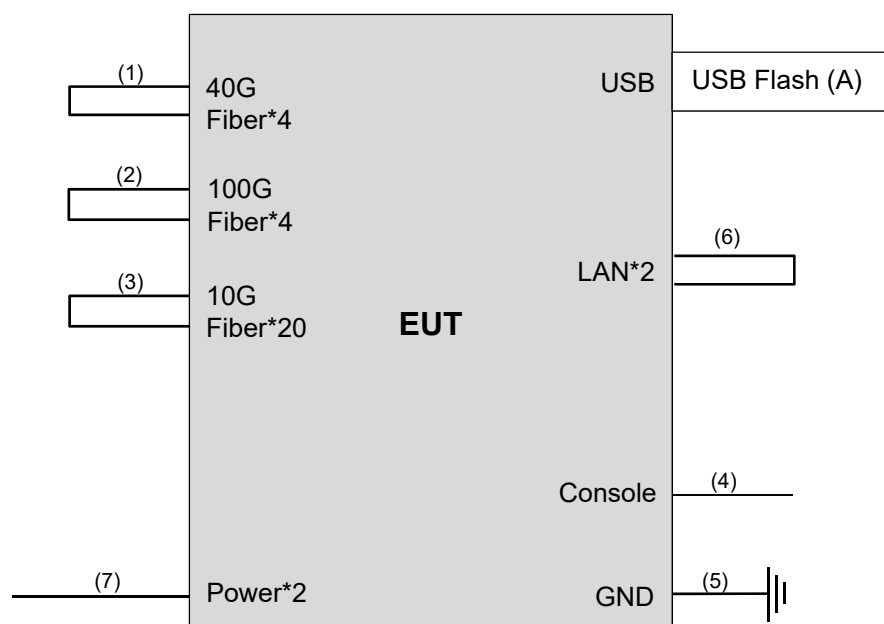 (1)
40G
Fiber*4
USB
USB Flash (A)
(2)
100G
Fiber*4
(6)
LAN*2
(3)
10G
Fiber*20
EUT
Console
(4)
(7)
Power*2
GND
(5)